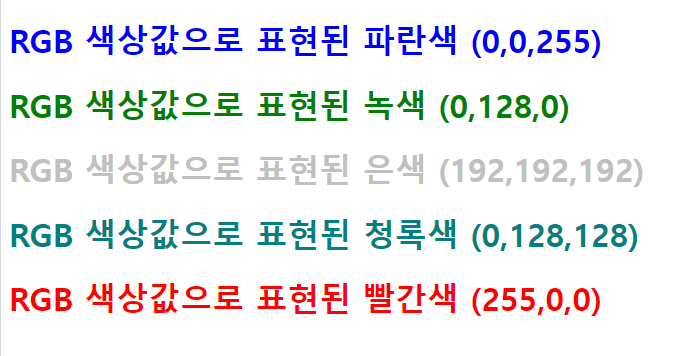 RGB 색상값으로 표현된 파란색 (0,0,255)
RGB 색상값으로 표현된 녹색 (0,128,0)
RGB 색상값으로 표현된 은색 (192,192,192)
RGB 색상값으로 표현된 청록색 (0,128,128)
RGB 색상값으로 표현된 빨간색 (255,0,0)